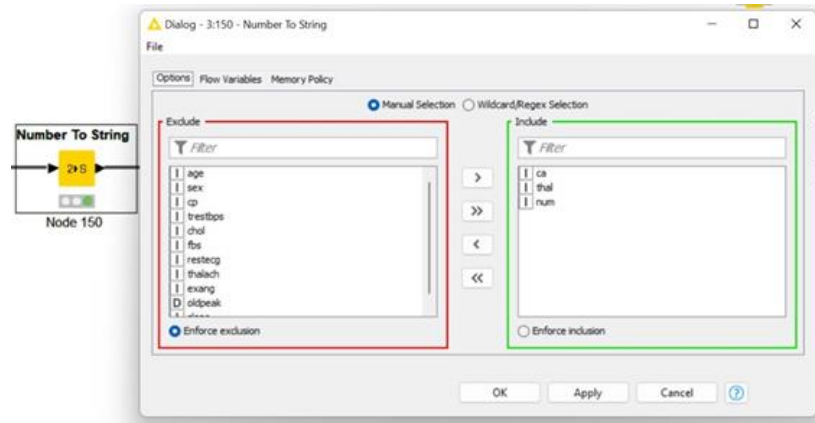 Dialog - 3:150 - Number To String
File
Options Flow Variables Memory Policy
Manual Selection Wildcard/Regex Selection
Number To String
2 S
Node 150
Exclude
Filter
I age
I sex
I cp
I trestbps
I chol
I fbs
I restecg
I thalach
I exang
D oldpeak
Enforce exclusion
>
>>
<
<<
Include
Filter
I ca
I thal
I num
Enforce inclusion
OK Apply Cancel ?